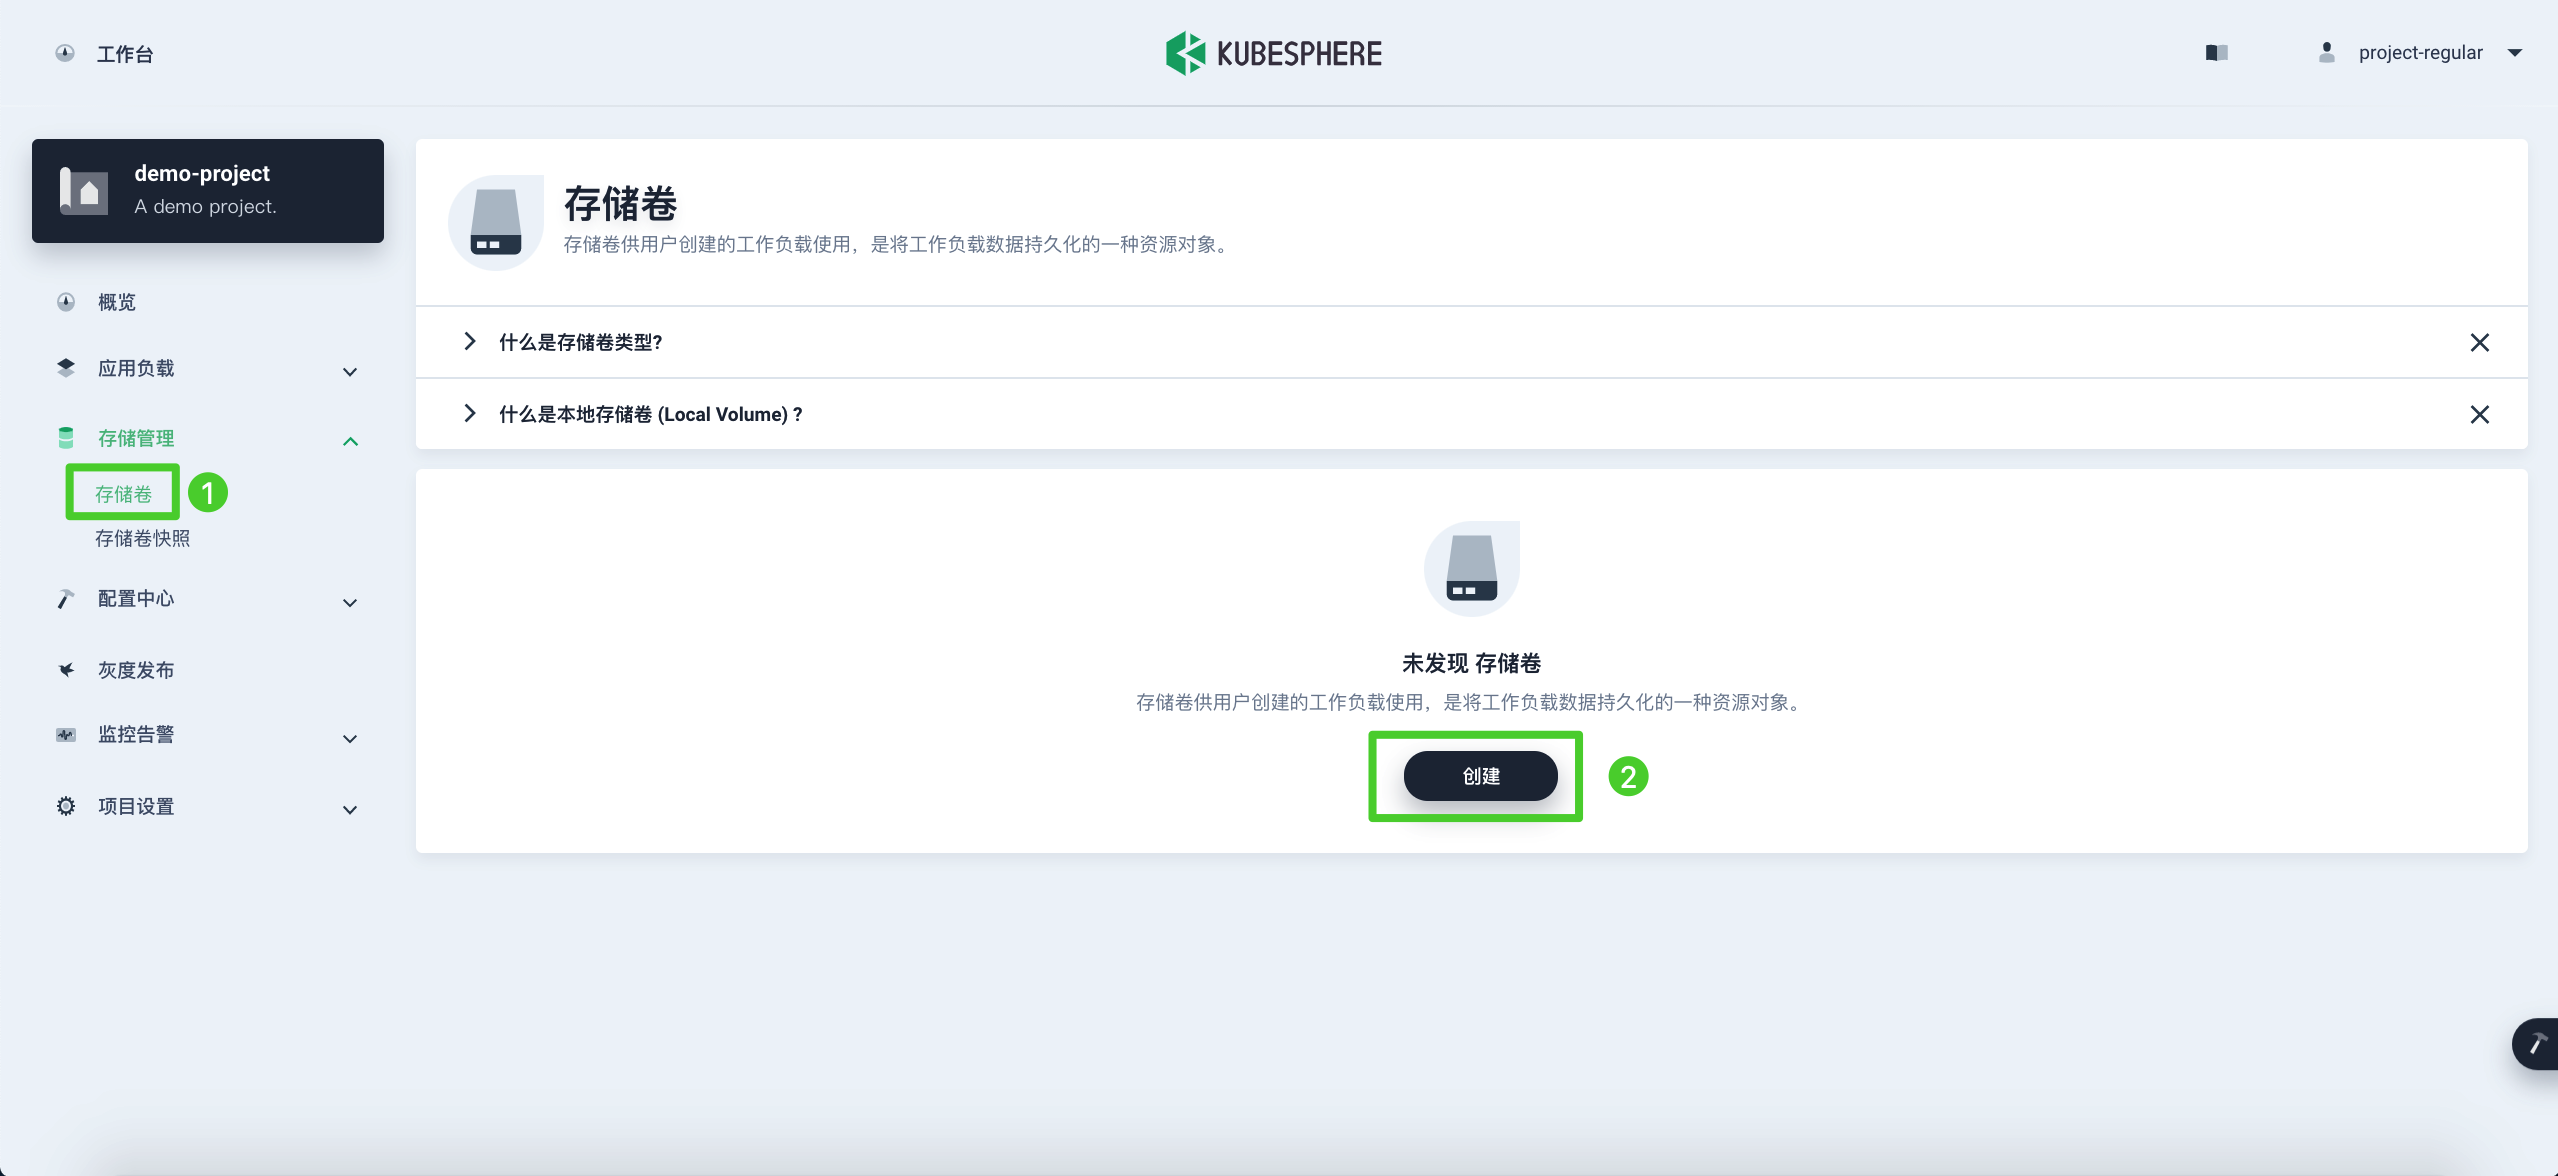 工作台
KUBESPHERE
project-regular
demo-project
A demo project.
概览
应用负载
存储管理
存储卷
1
存储卷快照
配置中心
灰度发布
监控告警
项目设置
存储卷
存储卷供用户创建的工作负载使用，是将工作负载数据持久化的一种资源对象。
什么是存储卷类型?
什么是本地存储卷 (Local Volume) ?
未发现 存储卷
存储卷供用户创建的工作负载使用，是将工作负载数据持久化的一种资源对象。
创建
2